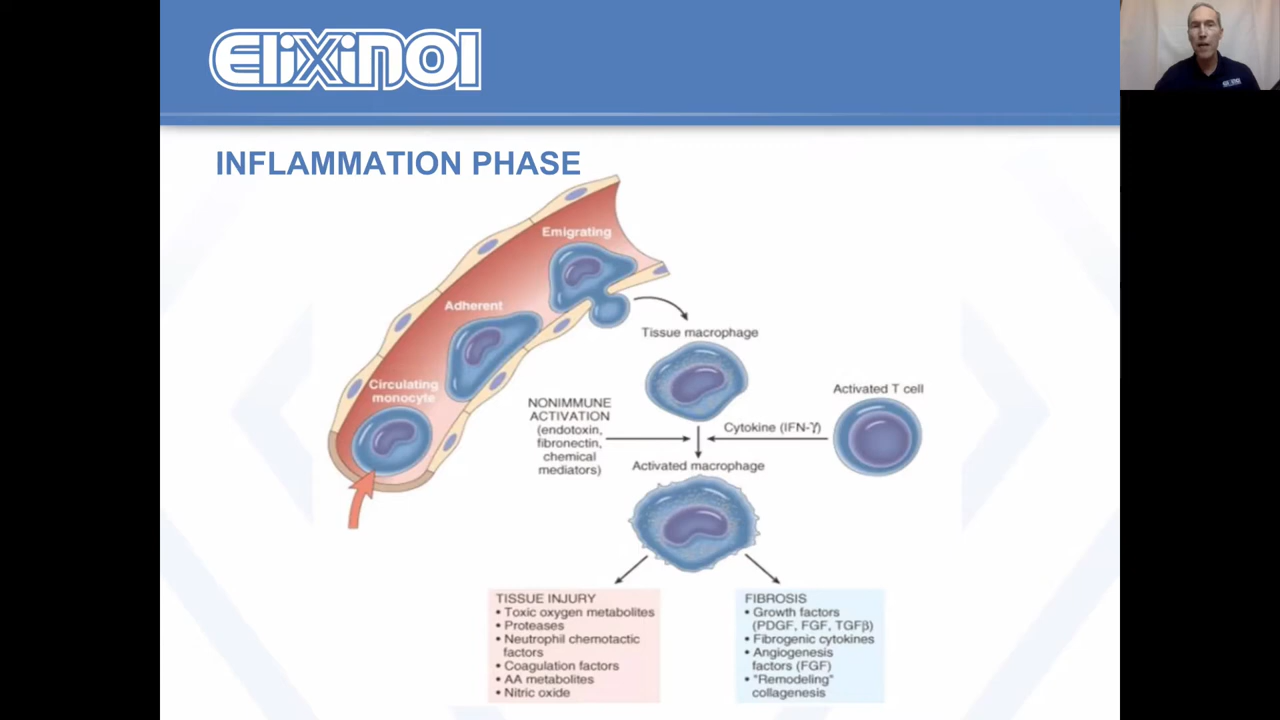 Elixinol
INFLAMMATION PHASE
Emigrating
Adherent
Circulating
monocyte
Tissue macrophage
Activated T cell
NONIMMUNE
ACTIVATION
(endotoxin,
fibronectin,
chemical
mediators)
Cytokine (IFN-γ)
Activated macrophage
TISSUE INJURY
• Toxic oxygen metabolites
• Proteases
• Neutrophil chemotactic
factors
• Coagulation factors
• AA metabolites
• Nitric oxide
FIBROSIS
• Growth factors
(PDGF, FGF, TGFβ)
• Fibrogenic cytokines
• Angiogenesis
factors (FGF)
• "Remodeling"
collagenesis